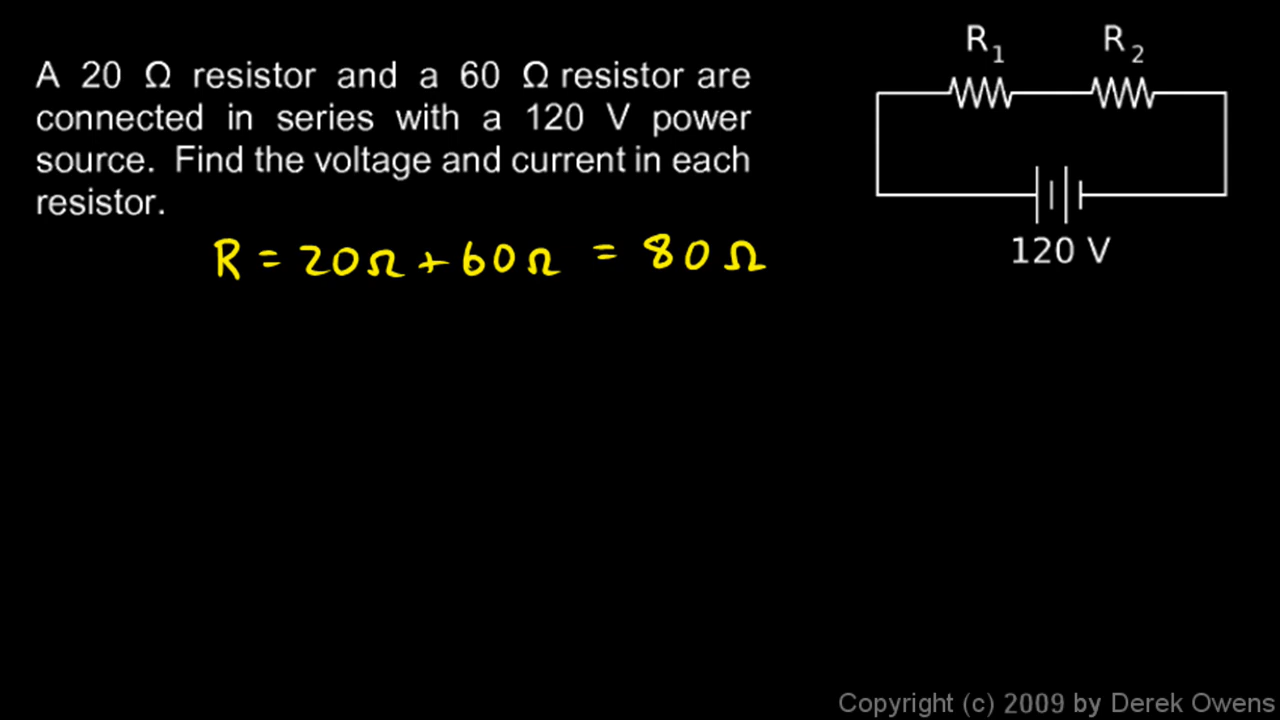 A 20 Ω resistor and a 60 Ω resistor are
connected in series with a 120 V power
source. Find the voltage and current in each
resistor.
R = 20Ω + 60Ω = 80 Ω
R1 R2
120 V
Copyright (c) 2009 by Derek Owens